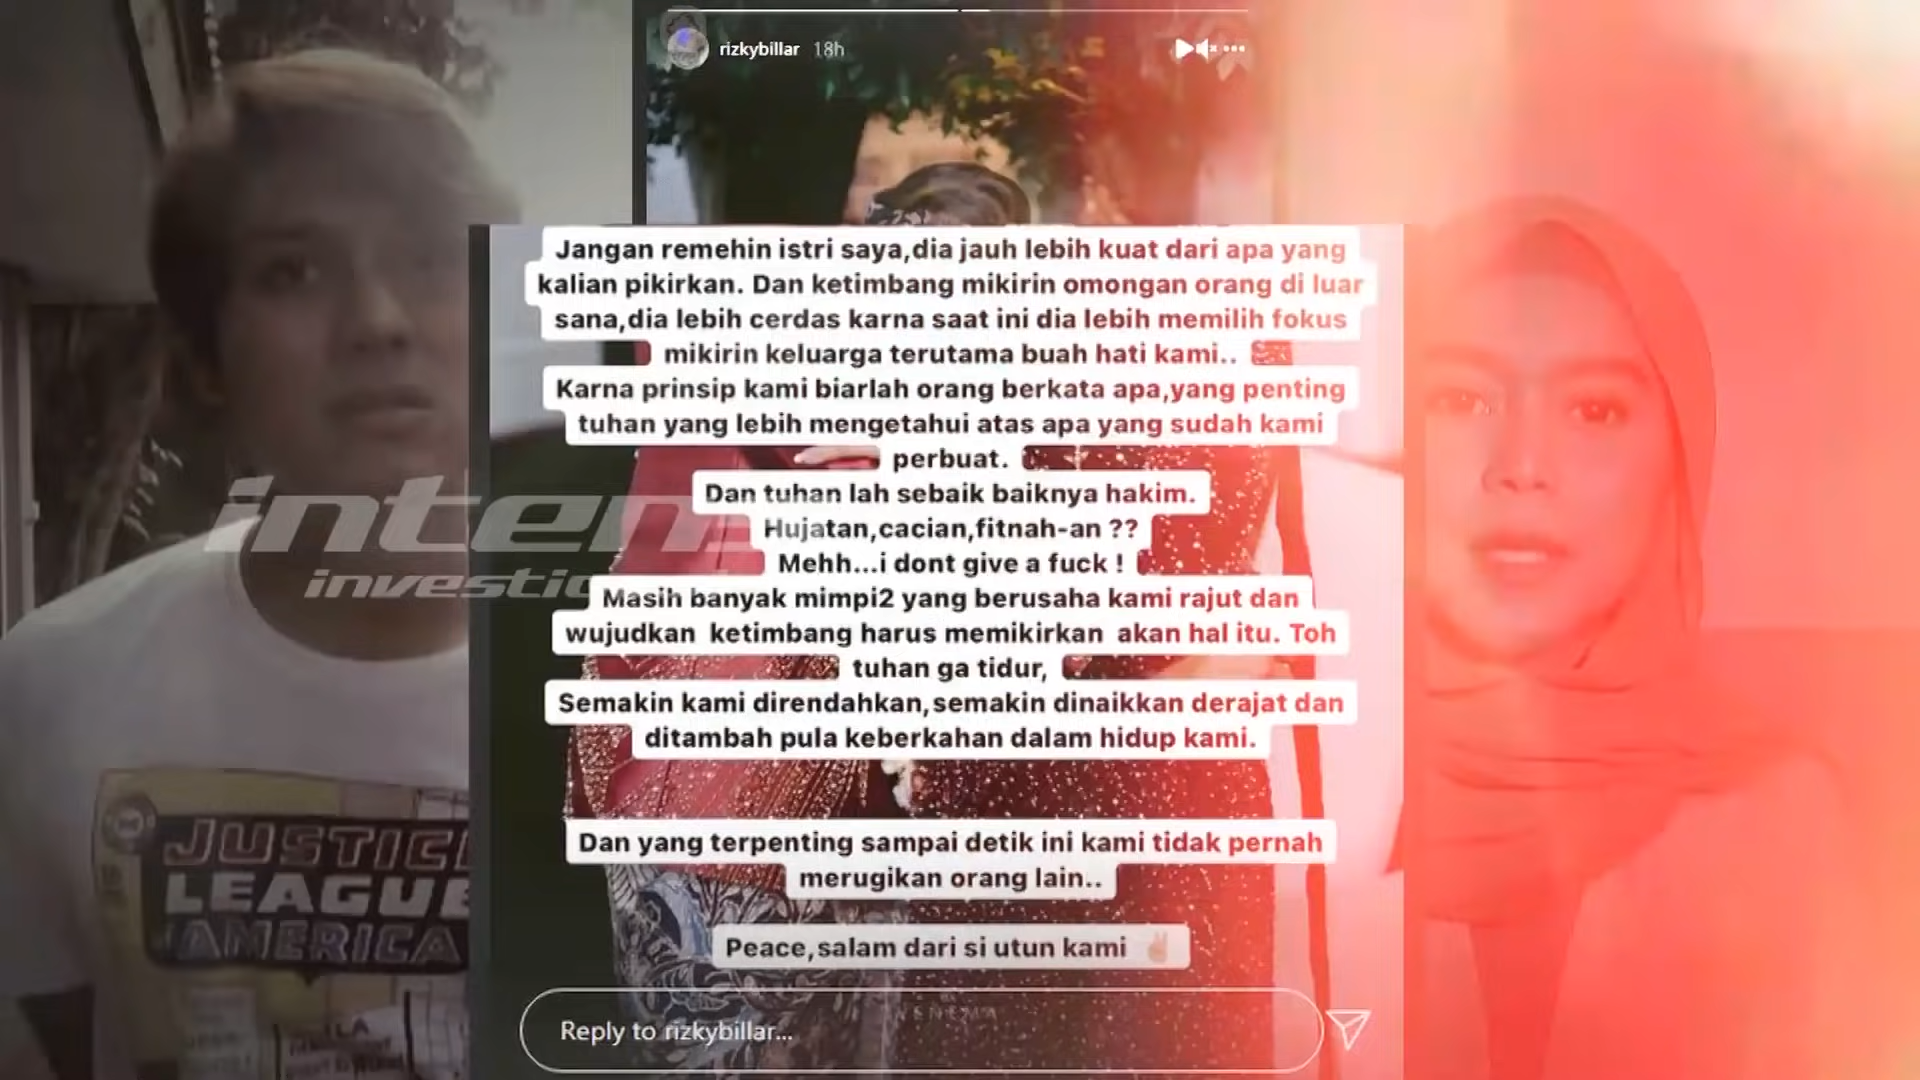 rizkybillar 18h
Jangan remehin istri saya,dia jauh lebih kuat dari apa yang
kalian pikirkan. Dan ketimbang mikirin omongan orang di luar
sana,dia lebih cerdas karna saat ini dia lebih memilih fokus
mikirin keluarga terutama buah hati kami..
Karna prinsip kami biarlah orang berkata apa,yang penting
tuhan yang lebih mengetahui atas apa yang sudah kami
perbuat.
Dan tuhan lah sebaik baiknya hakim.
Hujatan,cacian,fitnah-an ??
Mehh...i dont give a fuck !
Masih banyak mimpi2 yang berusaha kami rajut dan
wujudkan ketimbang harus memikirkan akan hal itu. Toh
tuhan ga tidur,
Semakin kami direndahkan,semakin dinaikkan derajat dan
ditambah pula keberkahan dalam hidup kami.
Dan yang terpenting sampai detik ini kami tidak pernah
merugikan orang lain..
Peace,salam dari si utun kami ✌🏻
Reply to rizkybillar...
intens
investig
JUSTICE
LEAGUE
AMERICA